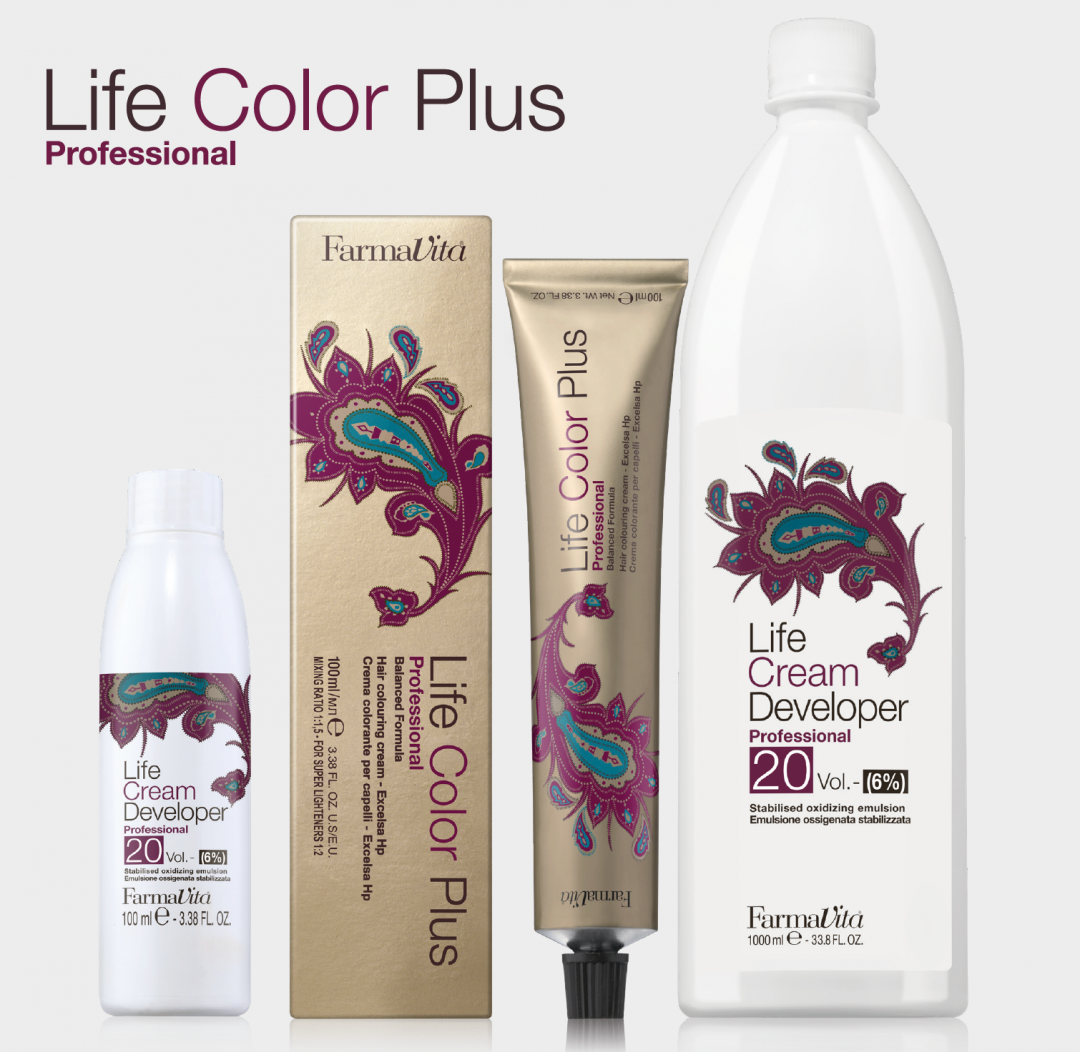 Life Color Plus
Professional
Life
Cream
Developer
Professional
20 Vol.- (6%)
Stabilised oxidizing emulsion
Emulsione ossigenata stabilizzata
FarmaVita
100 ml ℮ - 3.38 FL. OZ.
FarmaVita
Life Color Plus
Professional
Balanced Formula
Hair colouring cream - Excelsa Hp
Crema colorante per capelli - Excelsa Hp
100ml/МЛ ℮ 3.38 FL. OZ. U.S/E.U.
MIXING RATIO 1:1,5 - FOR SUPER LIGHTENERS 1:2
100ml ℮ Net Wt. 3.38 FL. OZ.
Life Color Plus
Professional
Balanced Formula
Hair colouring cream - Excelsa Hp
Crema colorante per capelli - Excelsa Hp
FarmaVita
Life
Cream
Developer
Professional
20 Vol.- (6%)
Stabilised oxidizing emulsion
Emulsione ossigenata stabilizzata
FarmaVita
1000 ml ℮ - 33.8 FL. OZ.